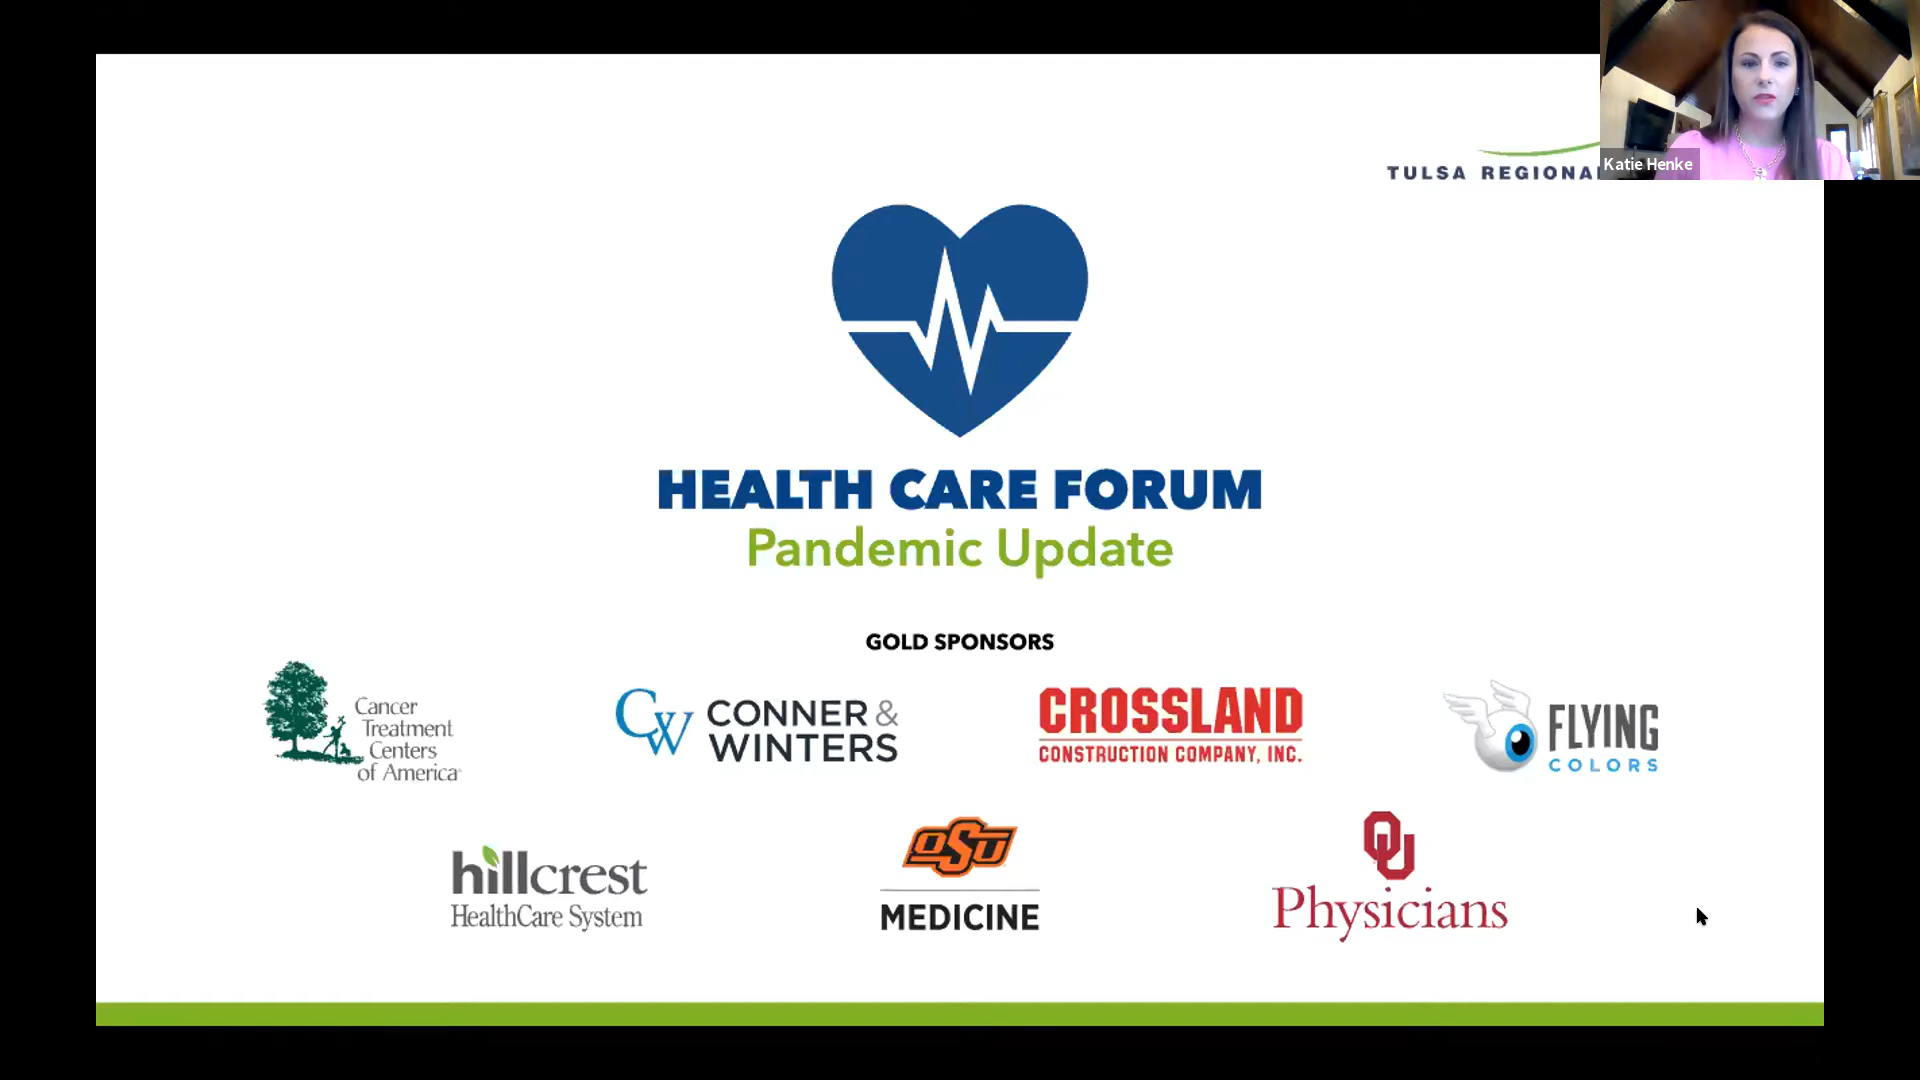 TULSA REGIONA
Katie Henke
HEALTH CARE FORUM
Pandemic Update
GOLD SPONSORS
Cancer
Treatment
Centers
of America
CW CONNER &
WINTERS
CROSSLAND
CONSTRUCTION COMPANY, INC.
FLYING
COLORS
hillcrest
HealthCare System
OSU
MEDICINE
OU
Physicians